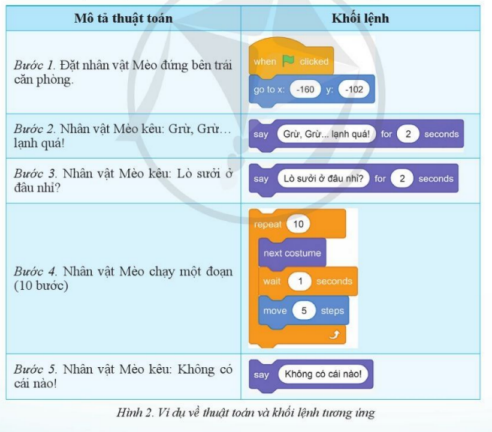 Mô tả thuật toán
Khối lệnh
Bước 1. Đặt nhân vật Mèo đứng bên trái
căn phòng.
when clicked
go to x: -160 y: -102
Bước 2. Nhân vật Mèo kêu: Grừ, Grừ...
lạnh quá!
say Grừ, Grừ... lạnh quá! for 2 seconds
Bước 3. Nhân vật Mèo kêu: Lò sưởi ở
đâu nhỉ?
say Lò sưởi ở đâu nhỉ? for 2 seconds
Bước 4. Nhân vật Mèo chạy một đoạn
(10 bước)
repeat 10
next costume
wait 1 seconds
move 5 steps
Bước 5. Nhân vật Mèo kêu: Không có
cái nào!
say Không có cái nào!
Hình 2. Ví dụ về thuật toán và khối lệnh tương ứng